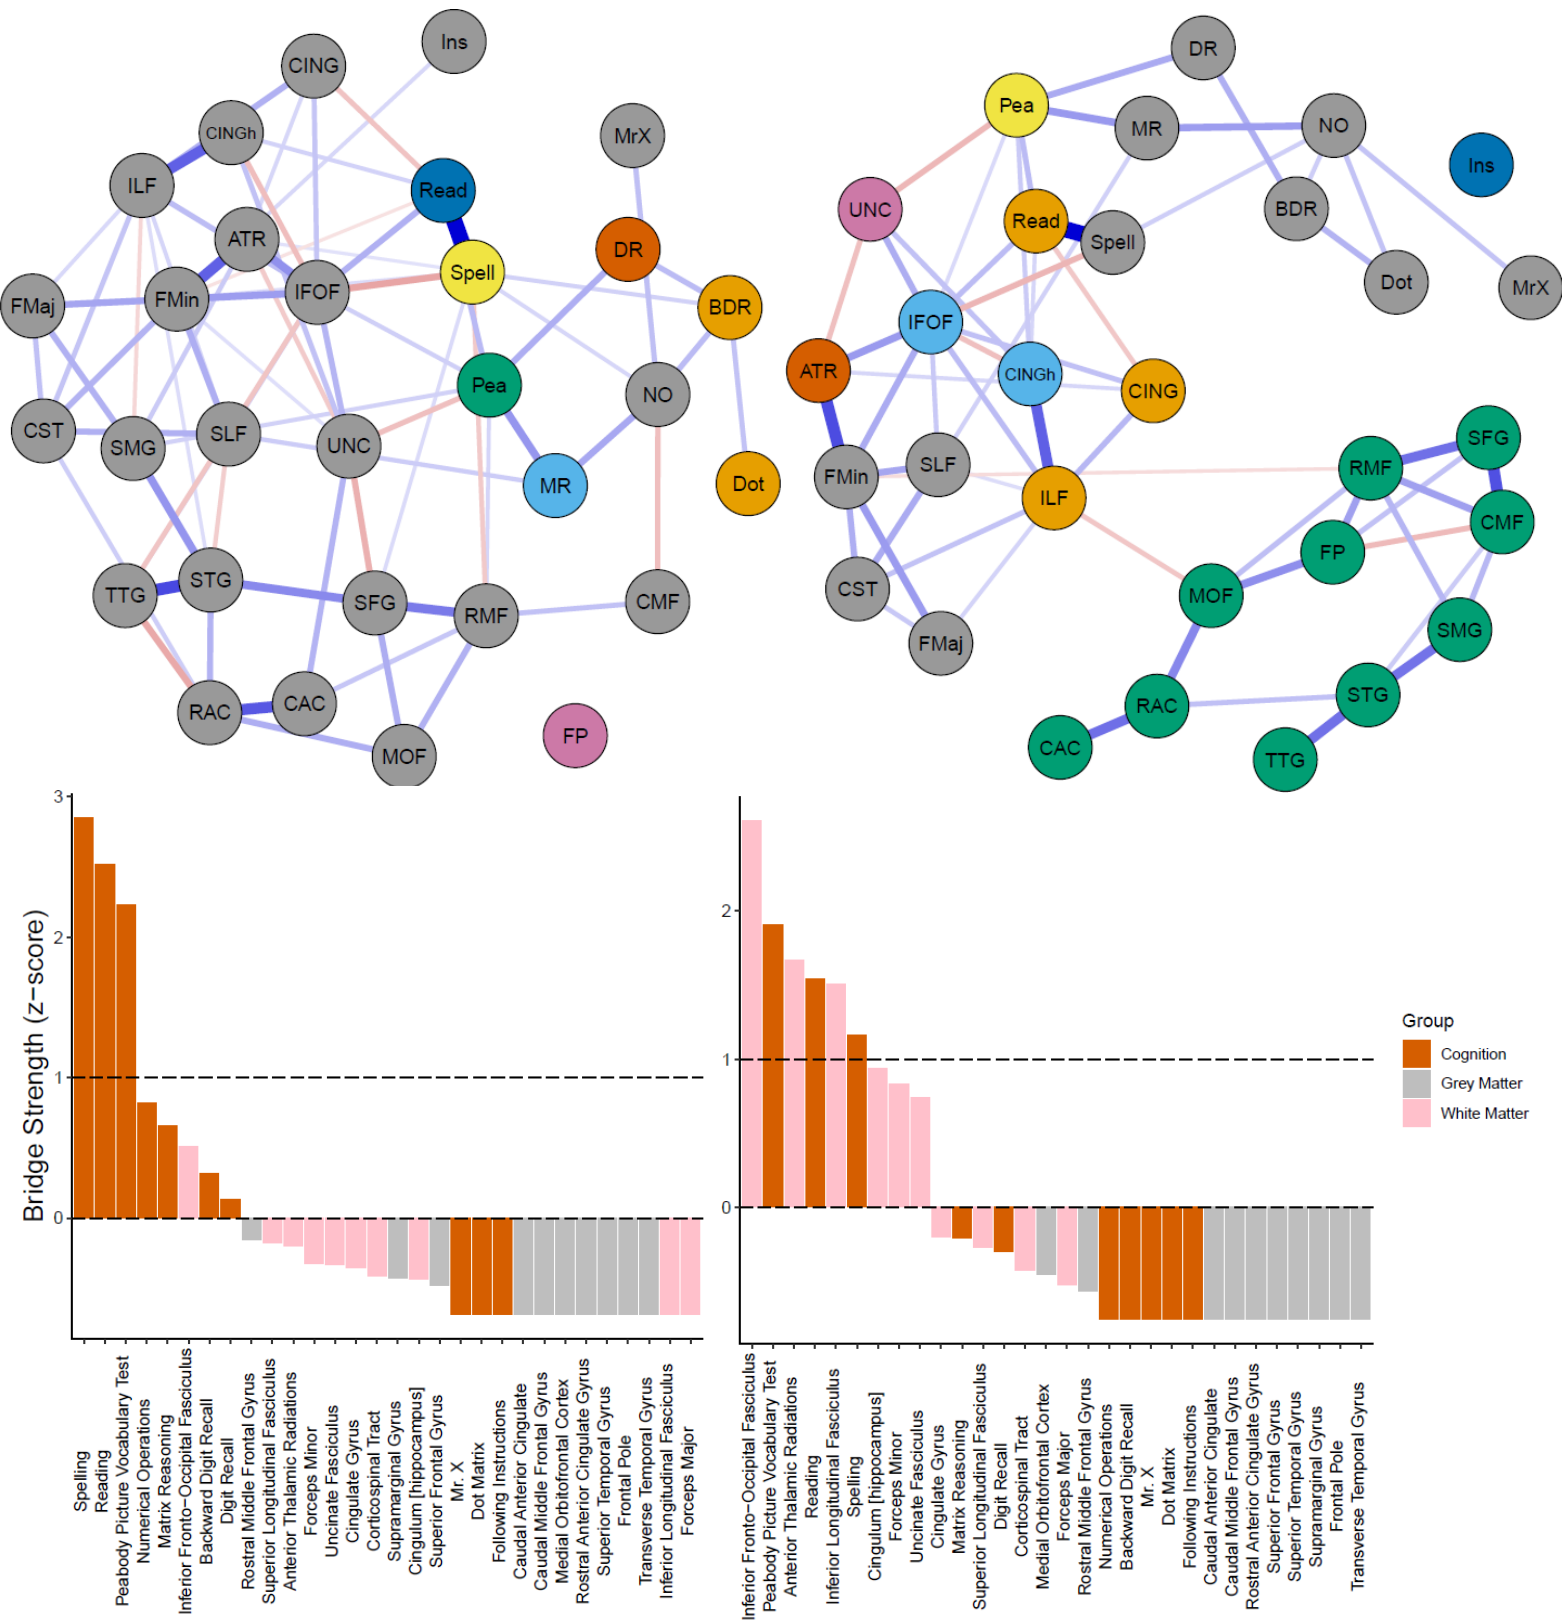 Ins
CING
CINGh
MrX
ILF
Read
ATR
DR
Spell
IFOF
FMaj
FMin
BDR
Pea
NO
CST
SMG
SLF
UNC
MR
Dot
TTG
STG
SFG
RMF
CMF
RAC
CAC
FP
MOF
DR
Pea
MR
NO
Ins
UNC
Read
Spell
BDR
Dot
MrX
IFOF
ATR
CINGh
CING
SFG
FMin
SLF
RMF
ILF
CMF
FP
CST
MOF
SMG
FMaj
STG
RAC
CAC
TTG
Bridge Strength (z−score)
3
2
1
0
Spelling
Reading
Peabody Picture Vocabulary Test
Numerical Operations
Matrix Reasoning
Inferior Fronto−Occipital Fasciculus
Backward Digit Recall
Digit Recall
Rostral Middle Frontal Gyrus
Superior Longitudinal Fasciculus
Anterior Thalamic Radiations
Forceps Minor
Uncinate Fasciculus
Cingulate Gyrus
Corticospinal Tract
Supramarginal Gyrus
Cingulum [hippocampus]
Superior Frontal Gyrus
Mr. X
Dot Matrix
Following Instructions
Caudal Anterior Cingulate
Caudal Middle Frontal Gyrus
Medial Orbitofrontal Cortex
Rostral Anterior Cingulate Gyrus
Superior Temporal Gyrus
Frontal Pole
Transverse Temporal Gyrus
Inferior Longitudinal Fasciculus
Forceps Major
2
1
0
Inferior Fronto−Occipital Fasciculus
Peabody Picture Vocabulary Test
Anterior Thalamic Radiations
Reading
Inferior Longitudinal Fasciculus
Spelling
Cingulum [hippocampus]
Forceps Minor
Uncinate Fasciculus
Cingulate Gyrus
Matrix Reasoning
Superior Longitudinal Fasciculus
Digit Recall
Corticospinal Tract
Medial Orbitofrontal Cortex
Forceps Major
Rostral Middle Frontal Gyrus
Numerical Operations
Backward Digit Recall
Mr. X
Dot Matrix
Following Instructions
Caudal Anterior Cingulate
Caudal Middle Frontal Gyrus
Rostral Anterior Cingulate Gyrus
Superior Frontal Gyrus
Superior Temporal Gyrus
Supramarginal Gyrus
Frontal Pole
Transverse Temporal Gyrus
Group
Cognition
Grey Matter
White Matter